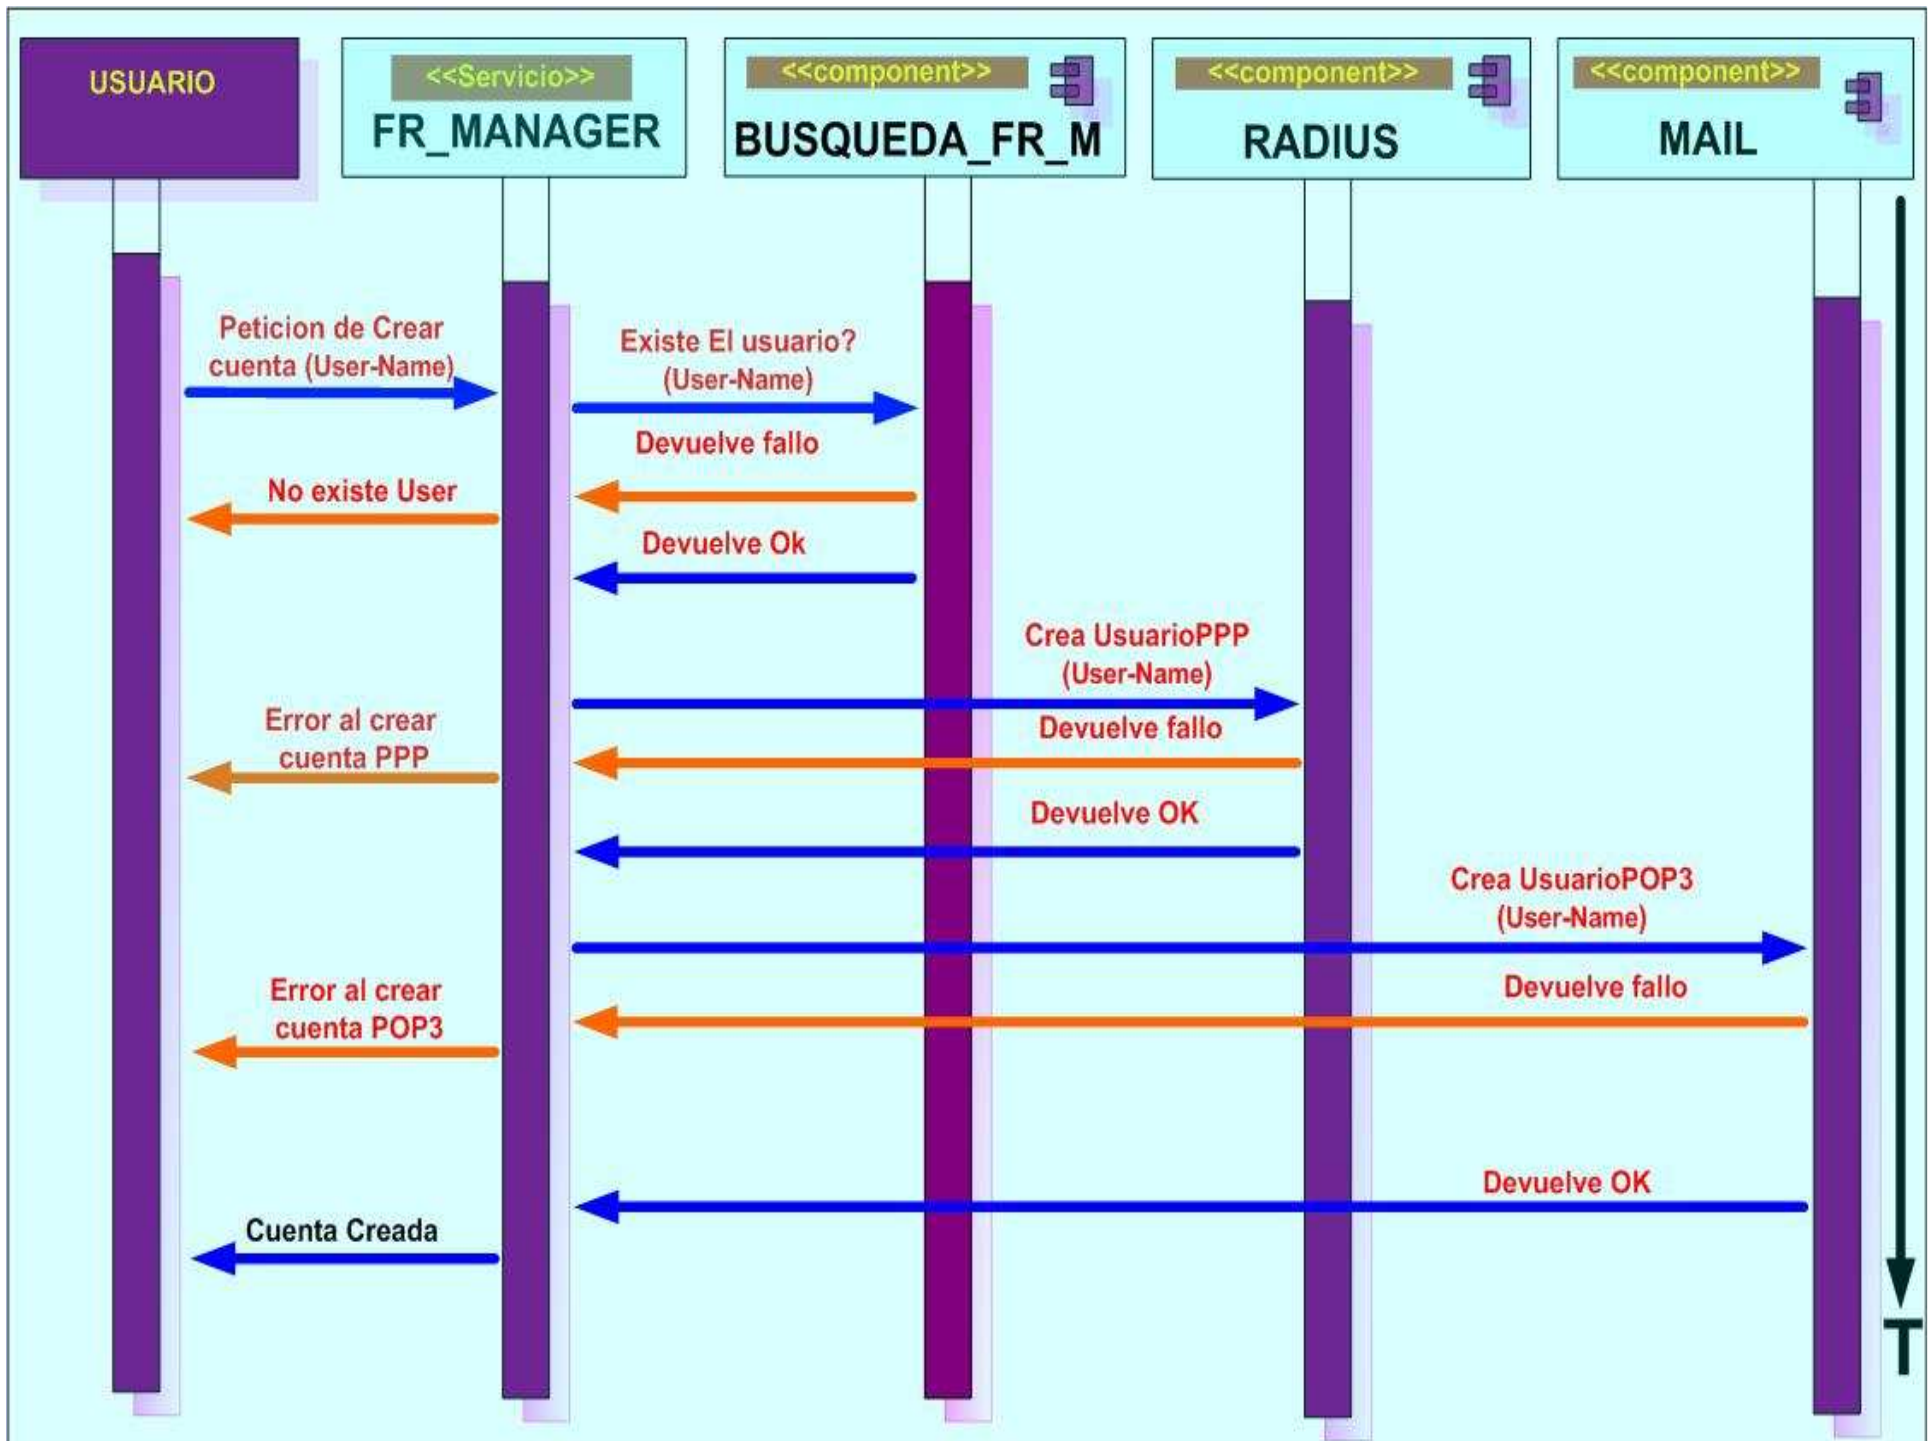 USUARIO
<<Servicio>>
FR_MANAGER
<<component>>
BUSQUEDA_FR_M
<<component>>
RADIUS
<<component>>
MAIL
Peticion de Crear
cuenta (User-Name)
Existe El usuario?
(User-Name)
Devuelve fallo
No existe User
Devuelve Ok
Crea UsuarioPPP
(User-Name)
Error al crear
cuenta PPP
Devuelve fallo
Devuelve OK
Crea UsuarioPOP3
(User-Name)
Error al crear
cuenta POP3
Devuelve fallo
Devuelve OK
Cuenta Creada
T